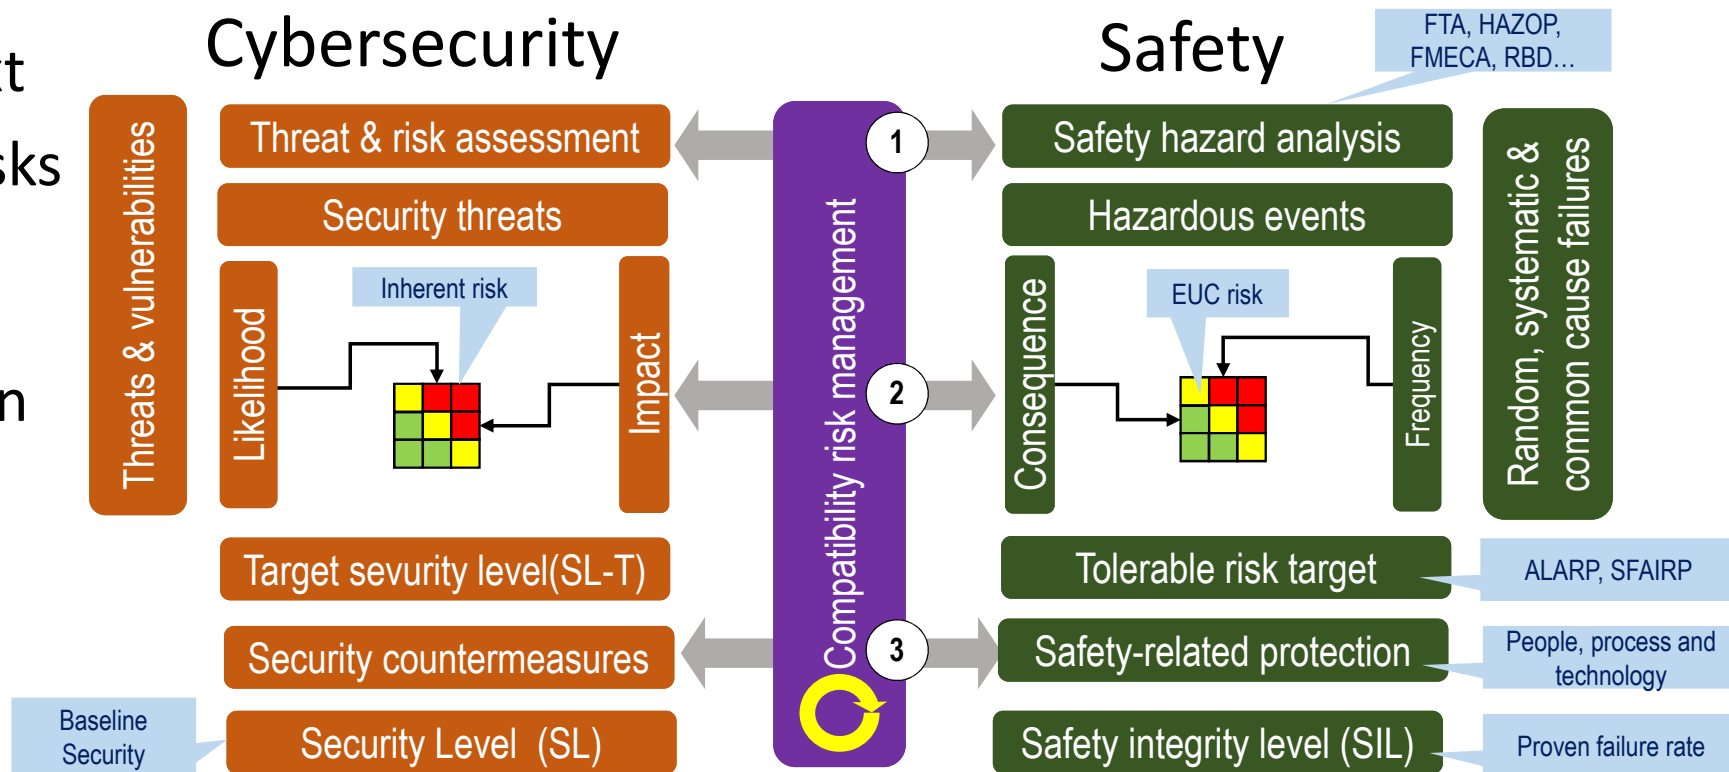 Cybersecurity
Safety
FTA, HAZOP,
FMECA, RBD...
xt
sks
n
Threats & vulnerabilities
Threat & risk assessment
Security threats
Likelihood
Inherent risk
Impact
Target sevurity level(SL-T)
Security countermeasures
Security Level (SL)
Baseline
Security
Compatibility risk management
1
2
3
Safety hazard analysis
Hazardous events
Consequence
EUC risk
Frequency
Random, systematic &
common cause failures
Tolerable risk target
ALARP, SFAIRP
Safety-related protection
People, process and
technology
Safety integrity level (SIL)
Proven failure rate